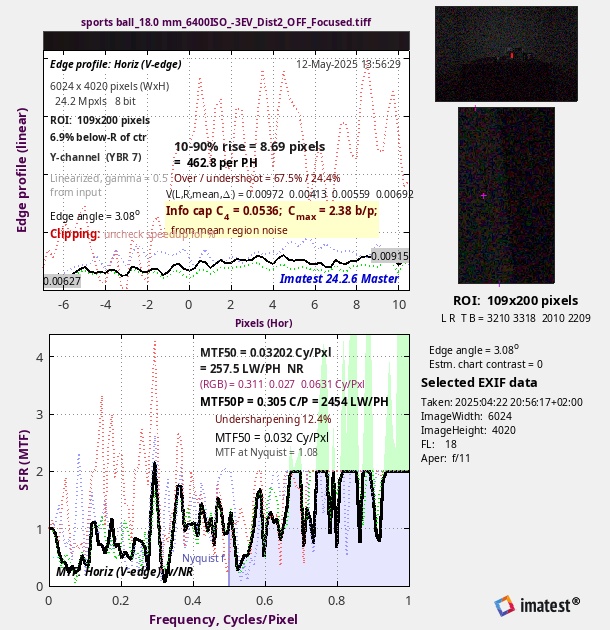 sports ball_18.0 mm_6400ISO_-3EV_Dist2_OFF_Focused.tiff
Edge profile: Horiz (V-edge)
12-May-2025 13:56:29
6024 x 4020 pixels (WxH)
24.2 Mpxls   8 bit
ROI:  109x200 pixels
6.9% below-R of ctr
Y-channel  (YBR 7)
Linearized, gamma = 0.5
from input
Edge angle = 3.08o
Clipping: uncheck speedup for %
10-90% rise = 8.69 pixels
=  462.8 per PH
Over / undershoot = 67.5% / 24.4%
V(L,R,mean,△) = 0.00972  0.00413  0.00559  0.00692
Info cap C4 = 0.0536;  Cmax = 2.38 b/p;
from mean region noise
0.00915
0.00627
Imatest 24.2.6 Master
Edge profile (linear)
-6 -4 -2 0 2 4 6 8 10
Pixels (Hor)
ROI:  109x200 pixels
L R  T B = 3210 3318  2010 2209
Edge angle = 3.08o
Estm. chart contrast = 0
Selected EXIF data
Taken: 2025:04:22 20:56:17+02:00
ImageWidth:  6024
ImageHeight:  4020
FL:   18
Aper:  f/11
MTF50 = 0.03202 Cy/Pxl
= 257.5 LW/PH  NR
(RGB) = 0.311  0.027  0.0631 Cy/Pxl
MTF50P = 0.305 C/P = 2454 LW/PH
Undersharpening 12.4%
MTF50 = 0.032 Cy/Pxl
MTF at Nyquist = 1.08
Nyquist f
MTF: Horiz (V-edge) w/NR
SFR (MTF)
4
3
2
1
0
0 0.2 0.4 0.6 0.8 1
Frequency, Cycles/Pixel
imatest®